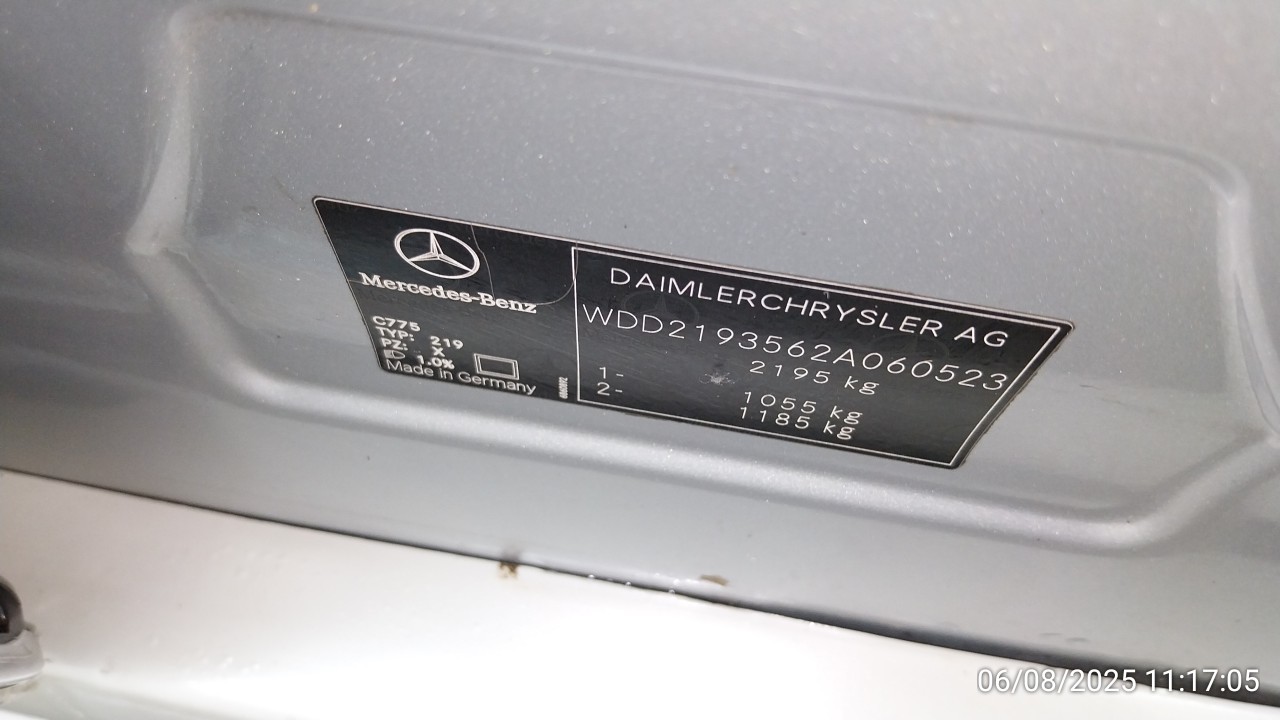 Mercedes-Benz
C775
TYP: 219
PZ: X
1.0%
Made in Germany
DAIMLERCHRYSLER AG
WDD2193562A060523
2195 kg
1- 1055 kg
2- 1185 kg
06/08/2025 11:17:05